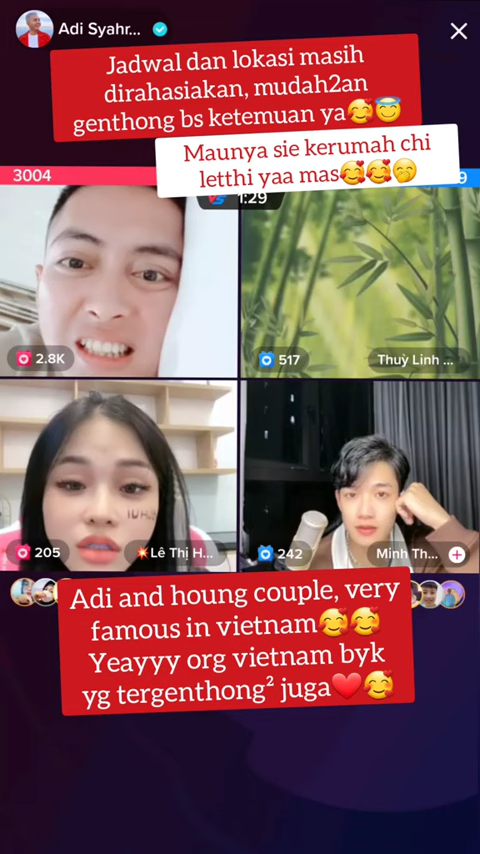 Adi Syahr...
Jadwal dan lokasi masih
dirahasiakan, mudah2an
genthong bs ketemuan ya🥰😇
Maunya sie kerumah chi
letthi yaa mas🥰🥰🤭
3004
9
1:29
2.8K
517
Thuỳ Linh ...
205
💥Lê Thị H...
242
Minh Th...
Adi and houng couple, very
famous in vietnam🥰🥰
Yeayyy org vietnam byk
yg tergenthong² juga❤️🥰